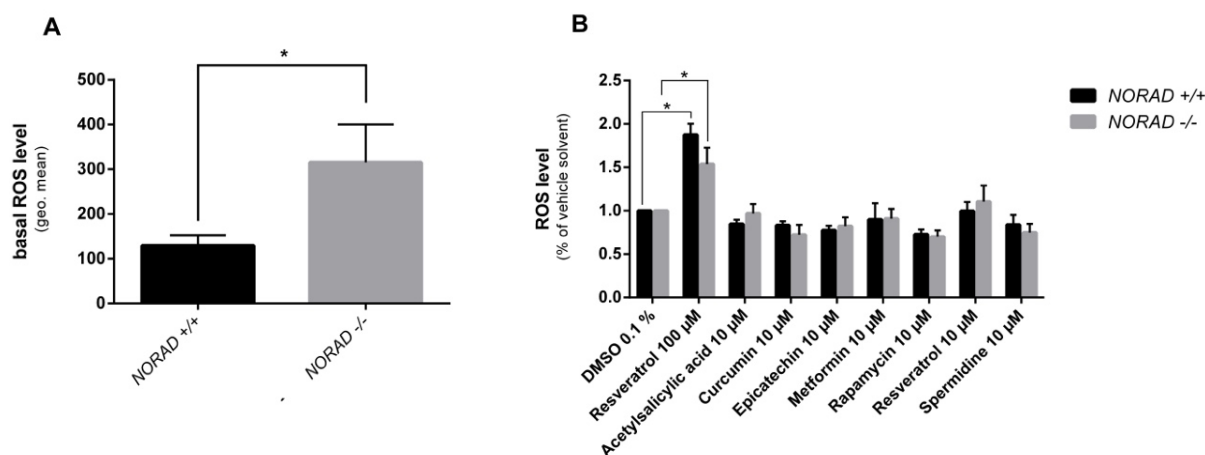 A
*
basal ROS level
(geo. mean)
500
400
300
200
100
0
NORAD +/+
NORAD -/-
B
*
*
ROS level
(% of vehicle solvent)
2.5
2.0
1.5
1.0
0.5
0.0
DMSO 0.1 %
Resveratrol 100 µM
Acetylsalicylic acid 10 µM
Curcumin 10 µM
Epicatechin 10 µM
Metformin 10 µM
Rapamycin 10 µM
Resveratrol 10 µM
Spermidine 10 µM
NORAD +/+
NORAD -/-